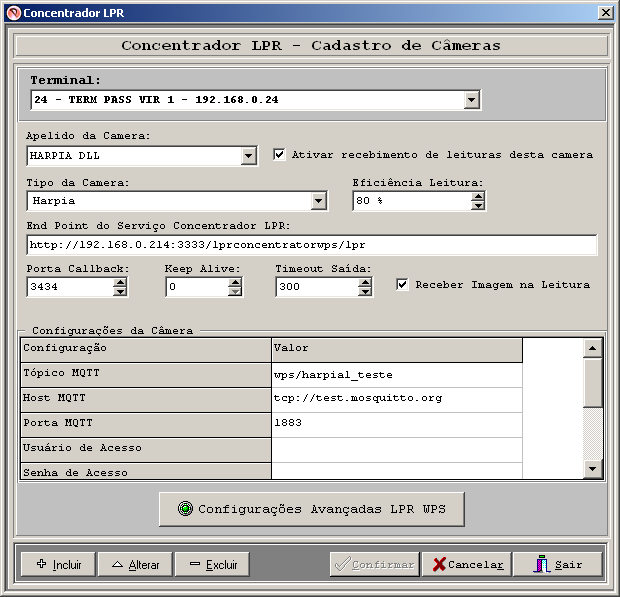 Concentrador LPR
Concentrador LPR - Cadastro de Câmeras
Terminal:
24 - TERM PASS VIR 1 - 192.168.0.24
Apelido da Camera:
HARPIA DLL
Ativar recebimento de leituras desta camera
Tipo da Camera:
Eficiência Leitura:
Harpia
80 %
End Point do Serviço Concentrador LPR:
http://192.168.0.214:3333/lprconcentratorwps/lpr
Porta Callback:
Keep Alive:
Timeout Saída:
3434
0
300
Receber Imagem na Leitura
Configurações da Câmera
Configuração
Valor
Tópico MQTT
wps/harpia1_teste
Host MQTT
tcp://test.mosquitto.org
Porta MQTT
1883
Usuário de Acesso
Senha de Acesso
Configurações Avançadas LPR WPS
Incluir
Alterar
Excluir
Confirmar
Cancelar
Sair